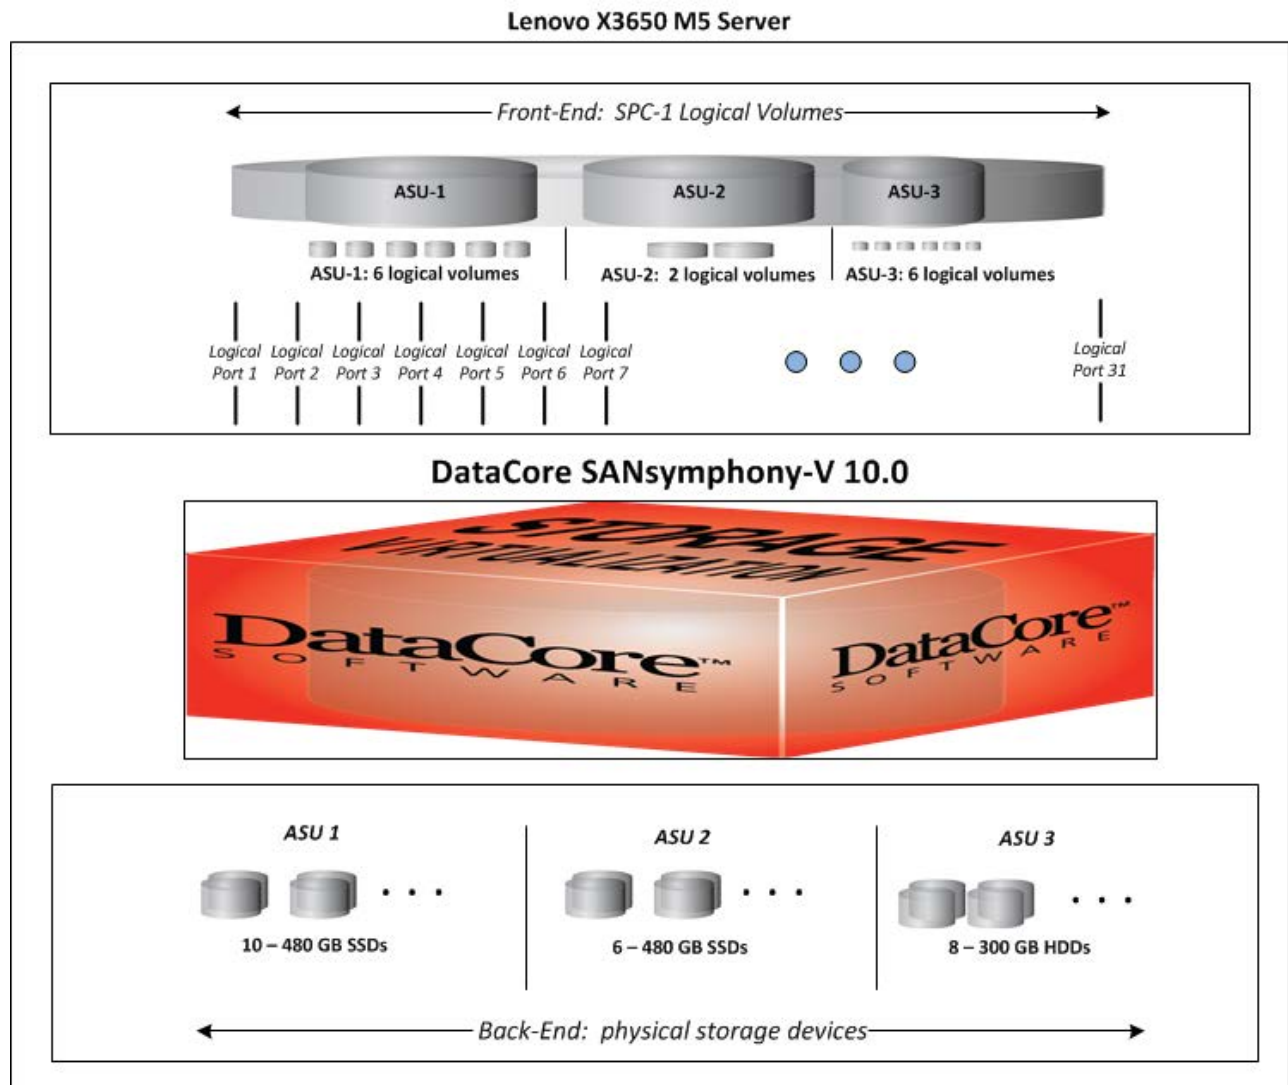 Lenovo X3650 M5 Server
Front-End: SPC-1 Logical Volumes
ASU-1 ASU-2 ASU-3
ASU-1: 6 logical volumes ASU-2: 2 logical volumes ASU-3: 6 logical volumes
Logical Logical Logical Logical Logical Logical Logical Logical
Port 1 Port 2 Port 3 Port 4 Port 5 Port 6 Port 7 Port 31
DataCore SANsymphony-V 10.0
STORAGE
VIRTUALIZATION
DataCore™ DataCore™
SOFTWARE SOFTWARE
ASU 1 ASU 2 ASU 3
10 – 480 GB SSDs 6 – 480 GB SSDs 8 – 300 GB HDDs
Back-End: physical storage devices